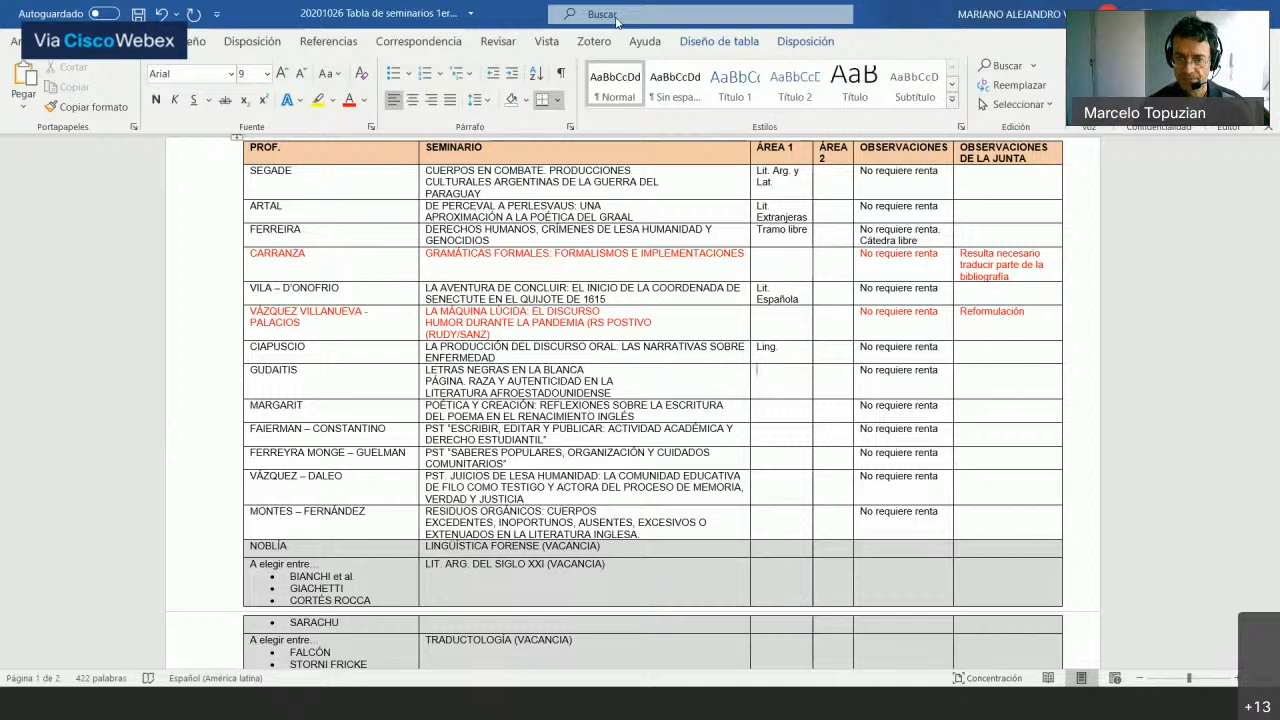 Autoguardado
20201026 Tabla de seminarios 1er...
Buscar
MARIANO ALEJANDRO V
Vía CiscoWebex
Disposición
Referencias
Correspondencia
Revisar
Vista
Zotero
Ayuda
Diseño de tabla
Disposición
Pegar
Cortar
Copiar
Copiar formato
Portapapeles
Arial
9
N K S
Fuente
Párrafo
AaBbCcDd
¶ Normal
AaBbCcDd
¶ Sin espa...
AaBbCc
Título 1
AaBbCcE
Título 2
AaB
Título
AaBbCcD
Subtítulo
Estilos
Buscar
Reemplazar
Seleccionar
Edición
Marcelo Topuzian
PROF. SEMINARIO ÁREA 1 ÁREA 2 OBSERVACIONES OBSERVACIONES DE LA JUNTA
SEGADE CUERPOS EN COMBATE. PRODUCCIONES CULTURALES ARGENTINAS DE LA GUERRA DEL PARAGUAY Lit. Arg. y Lat. No requiere renta
ARTAL DE PERCEVAL A PERLESVAUS: UNA APROXIMACIÓN A LA POÉTICA DEL GRAAL Lit. Extranjeras No requiere renta
FERREIRA DERECHOS HUMANOS, CRÍMENES DE LESA HUMANIDAD Y GENOCIDIOS Tramo libre No requiere renta. Cátedra libre
CARRANZA GRAMÁTICAS FORMALES: FORMALISMOS E IMPLEMENTACIONES No requiere renta Resulta necesario traducir parte de la bibliografía
VILA – D'ONOFRIO LA AVENTURA DE CONCLUIR: EL INICIO DE LA COORDENADA DE SENECTUTE EN EL QUIJOTE DE 1615 Lit. Española No requiere renta
VÁZQUEZ VILLANUEVA - PALACIOS LA MÁQUINA LÚCIDA: EL DISCURSO HUMOR DURANTE LA PANDEMIA (RS POSTIVO (RUDY/SANZ) No requiere renta Reformulación
CIAPUSCIO LA PRODUCCIÓN DEL DISCURSO ORAL: LAS NARRATIVAS SOBRE ENFERMEDAD Ling. No requiere renta
GUDAITIS LETRAS NEGRAS EN LA BLANCA PÁGINA. RAZA Y AUTENTICIDAD EN LA LITERATURA AFROESTADOUNIDENSE No requiere renta
MARGARIT POÉTICA Y CREACIÓN: REFLEXIONES SOBRE LA ESCRITURA DEL POEMA EN EL RENACIMIENTO INGLÉS No requiere renta
FAIERMAN – CONSTANTINO PST "ESCRIBIR, EDITAR Y PUBLICAR: ACTIVIDAD ACADÉMICA Y DERECHO ESTUDIANTIL" No requiere renta
FERREYRA MONGE – GUELMAN PST "SABERES POPULARES, ORGANIZACIÓN Y CUIDADOS COMUNITARIOS" No requiere renta
VÁZQUEZ – DALEO PST. JUICIOS DE LESA HUMANIDAD: LA COMUNIDAD EDUCATIVA DE FILO COMO TESTIGO Y ACTORA DEL PROCESO DE MEMORIA, VERDAD Y JUSTICIA No requiere renta
MONTES – FERNÁNDEZ RESIDUOS ORGÁNICOS: CUERPOS EXCEDENTES, INOPORTUNOS, AUSENTES, EXCESIVOS O EXTENUADOS EN LA LITERATURA INGLESA. No requiere renta
NOBLÍA LINGÜÍSTICA FORENSE (VACANCIA)
A elegir entre... LIT. ARG. DEL SIGLO XXI (VACANCIA)
• BIANCHI et al.
• GIACHETTI
• CORTÉS ROCCA
• SARACHU
A elegir entre... TRADUCTOLOGÍA (VACANCIA)
• FALCÓN
• STORNI FRICKE
Página 1 de 2 422 palabras Español (América latina) Concentración
+13